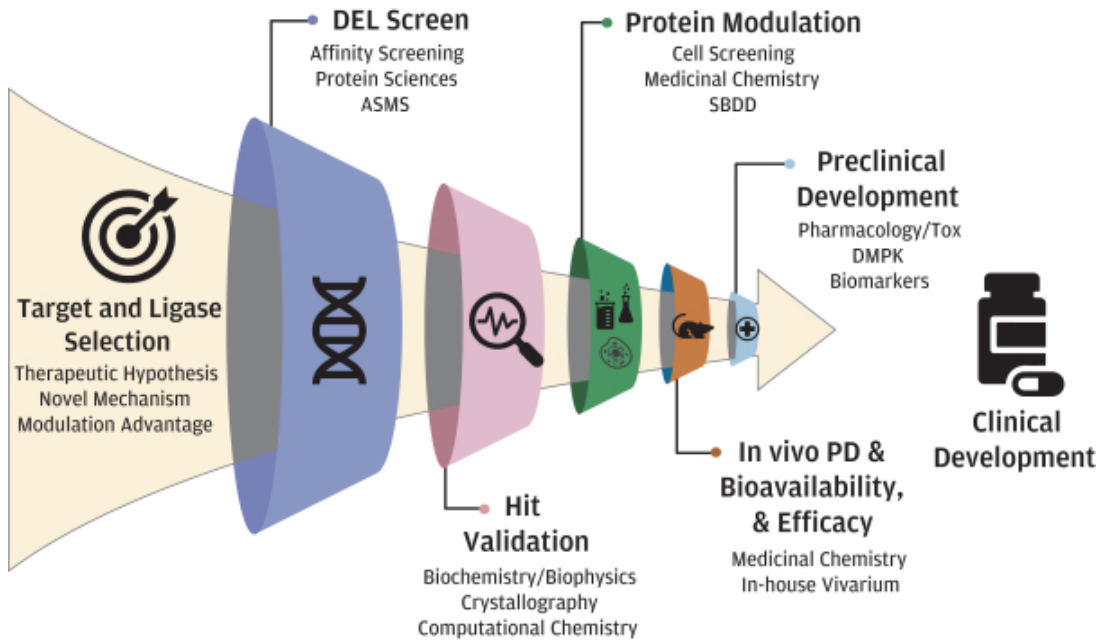 DEL Screen
Affinity Screening
Protein Sciences
ASMS
Protein Modulation
Cell Screening
Medicinal Chemistry
SBDD
Preclinical
Development
Pharmacology/Tox
DMPK
Biomarkers
Target and Ligase
Selection
Therapeutic Hypothesis
Novel Mechanism
Modulation Advantage
Clinical
Development
In vivo PD &
Bioavailability,
& Efficacy
Medicinal Chemistry
In-house Vivarium
Hit
Validation
Biochemistry/Biophysics
Crystallography
Computational Chemistry